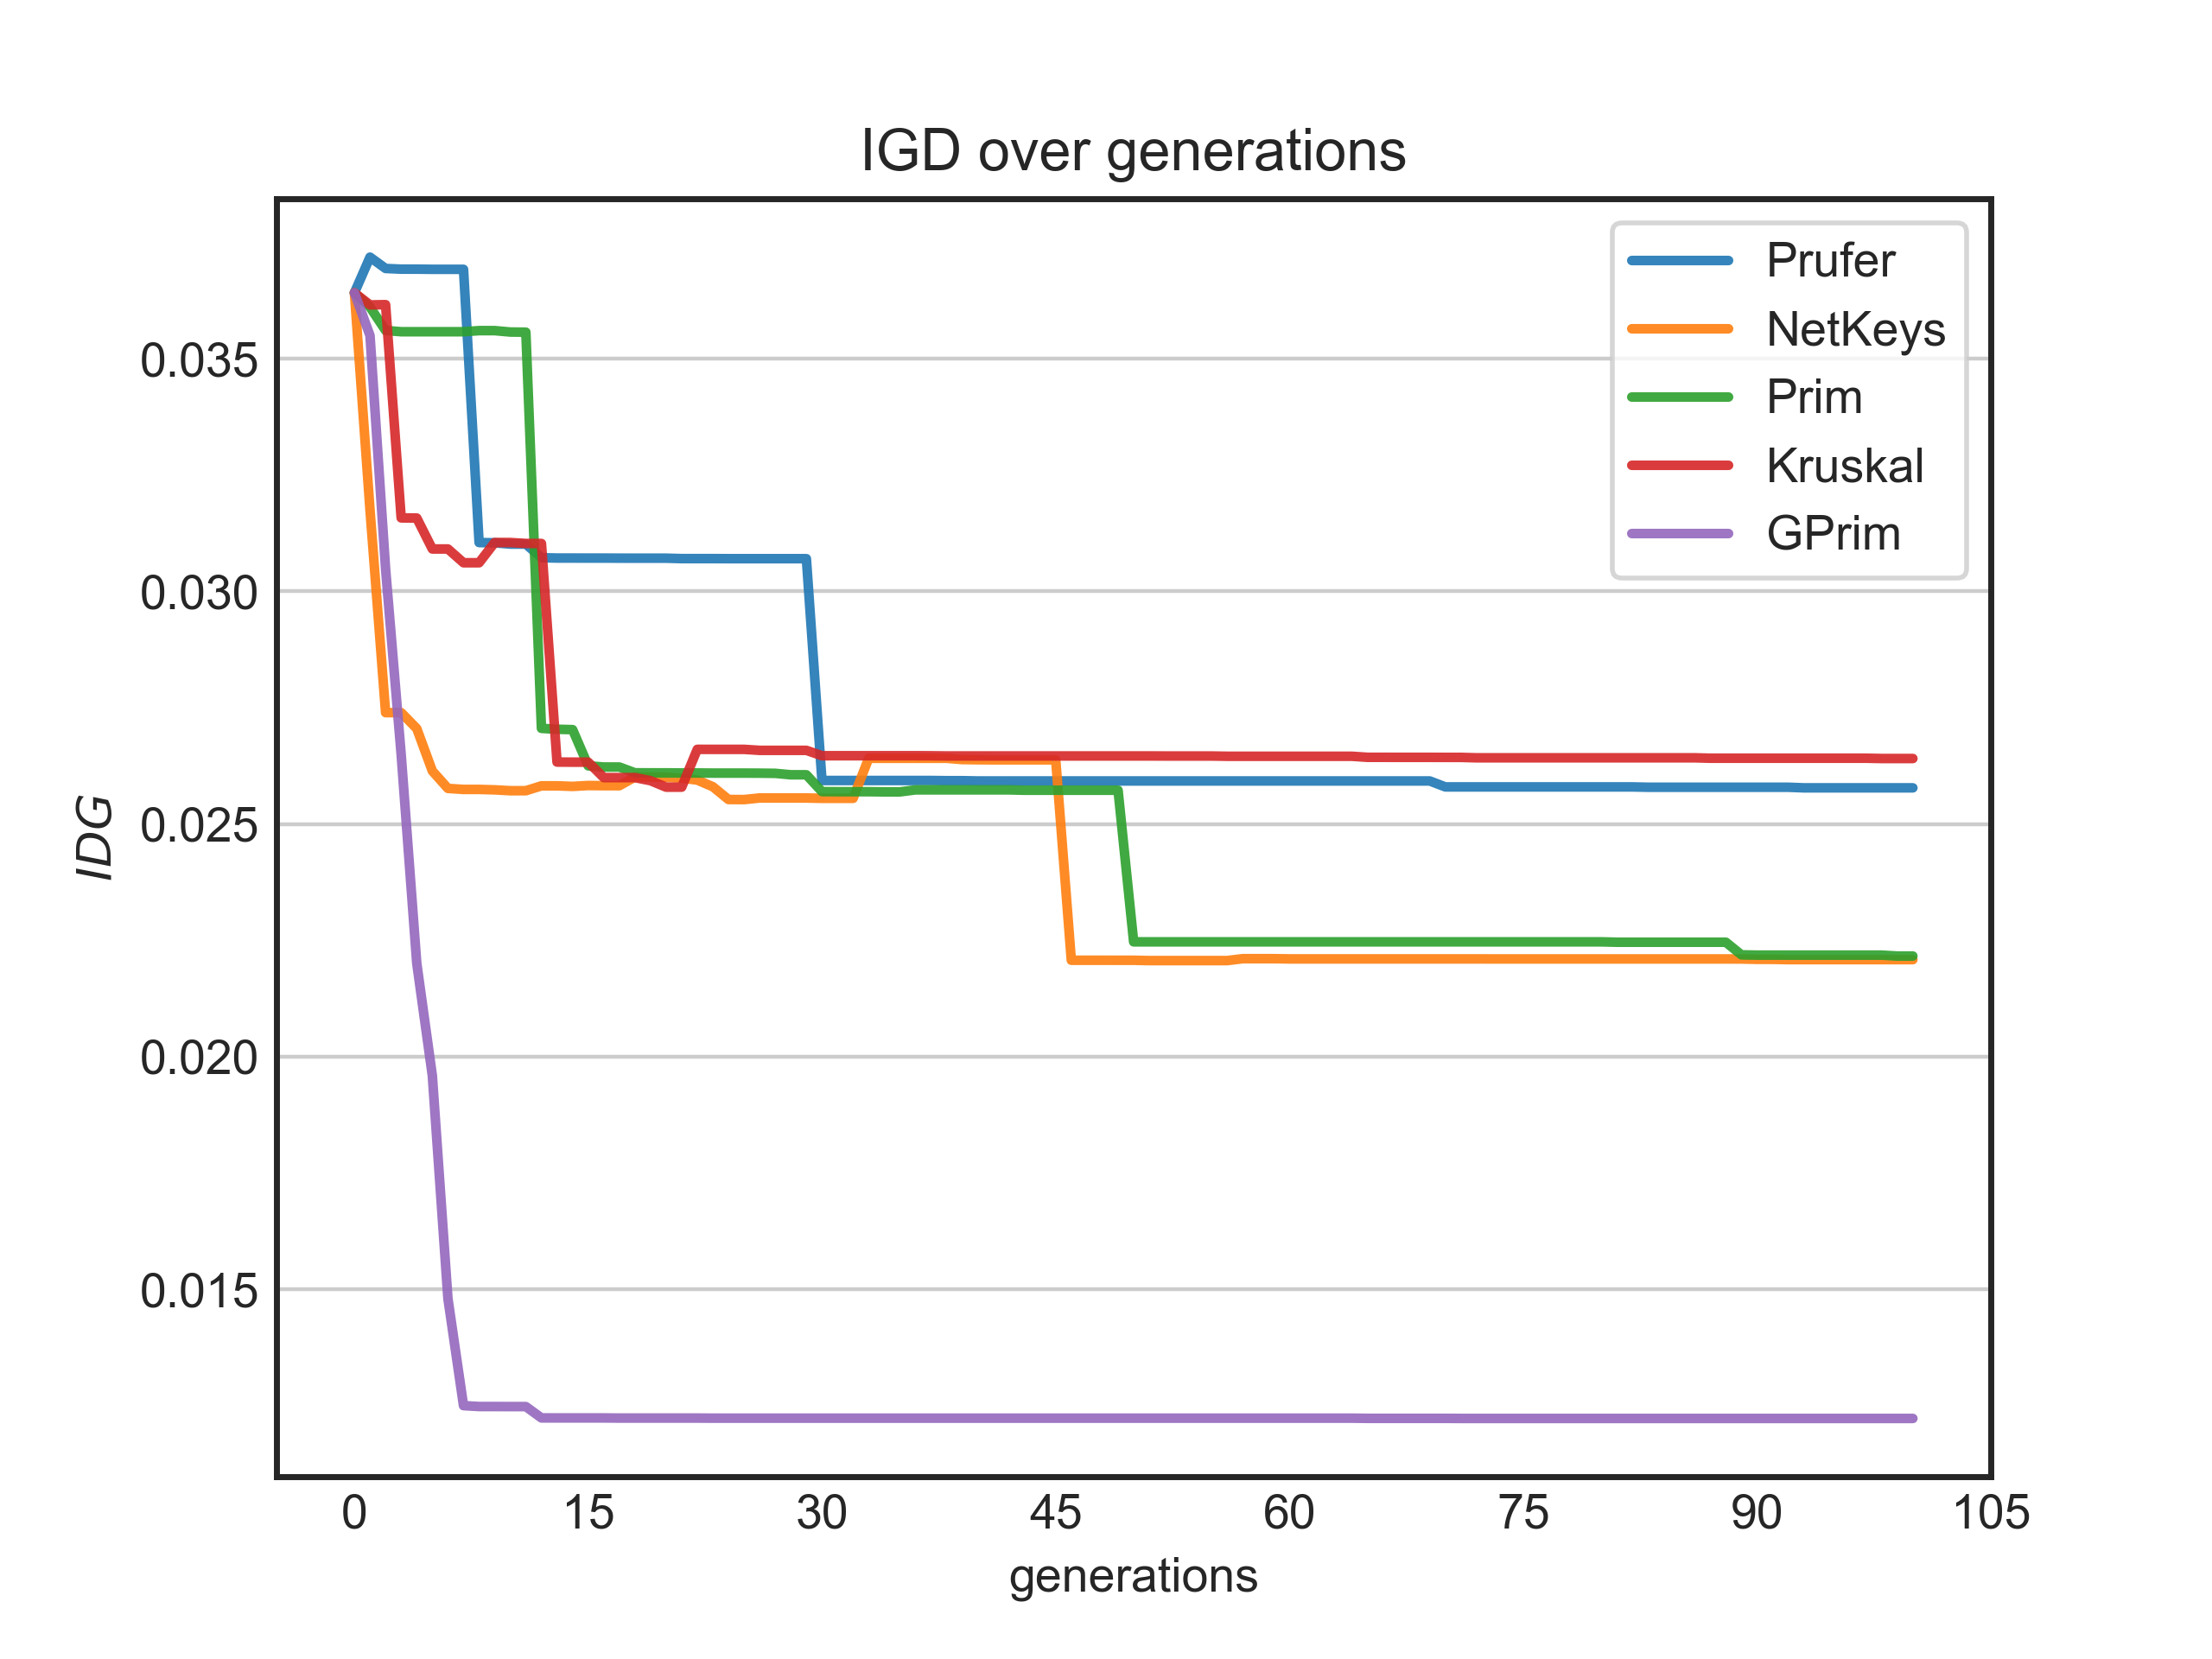 IGD over generations
Prufer
NetKeys
Prim
Kruskal
GPrim
0.035
0.030
0.025
0.020
0.015
IDG
0 15 30 45 60 75 90 105
generations